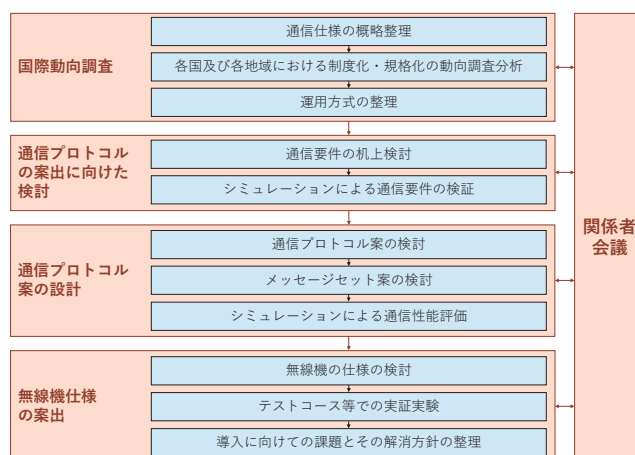 国際動向調査
通信仕様の概略整理
各国及び各地域における制度化・規格化の動向調査分析
運用方式の整理
通信プロトコル
の案出に向けた
検討
通信要件の机上検討
シミュレーションによる通信要件の検証
通信プロトコル
案の設計
通信プロトコル案の検討
メッセージセット案の検討
シミュレーションによる通信性能評価
無線機仕様
の案出
無線機の仕様の検討
テストコース等での実証実験
導入に向けての課題とその解消方針の整理
関係者
会議